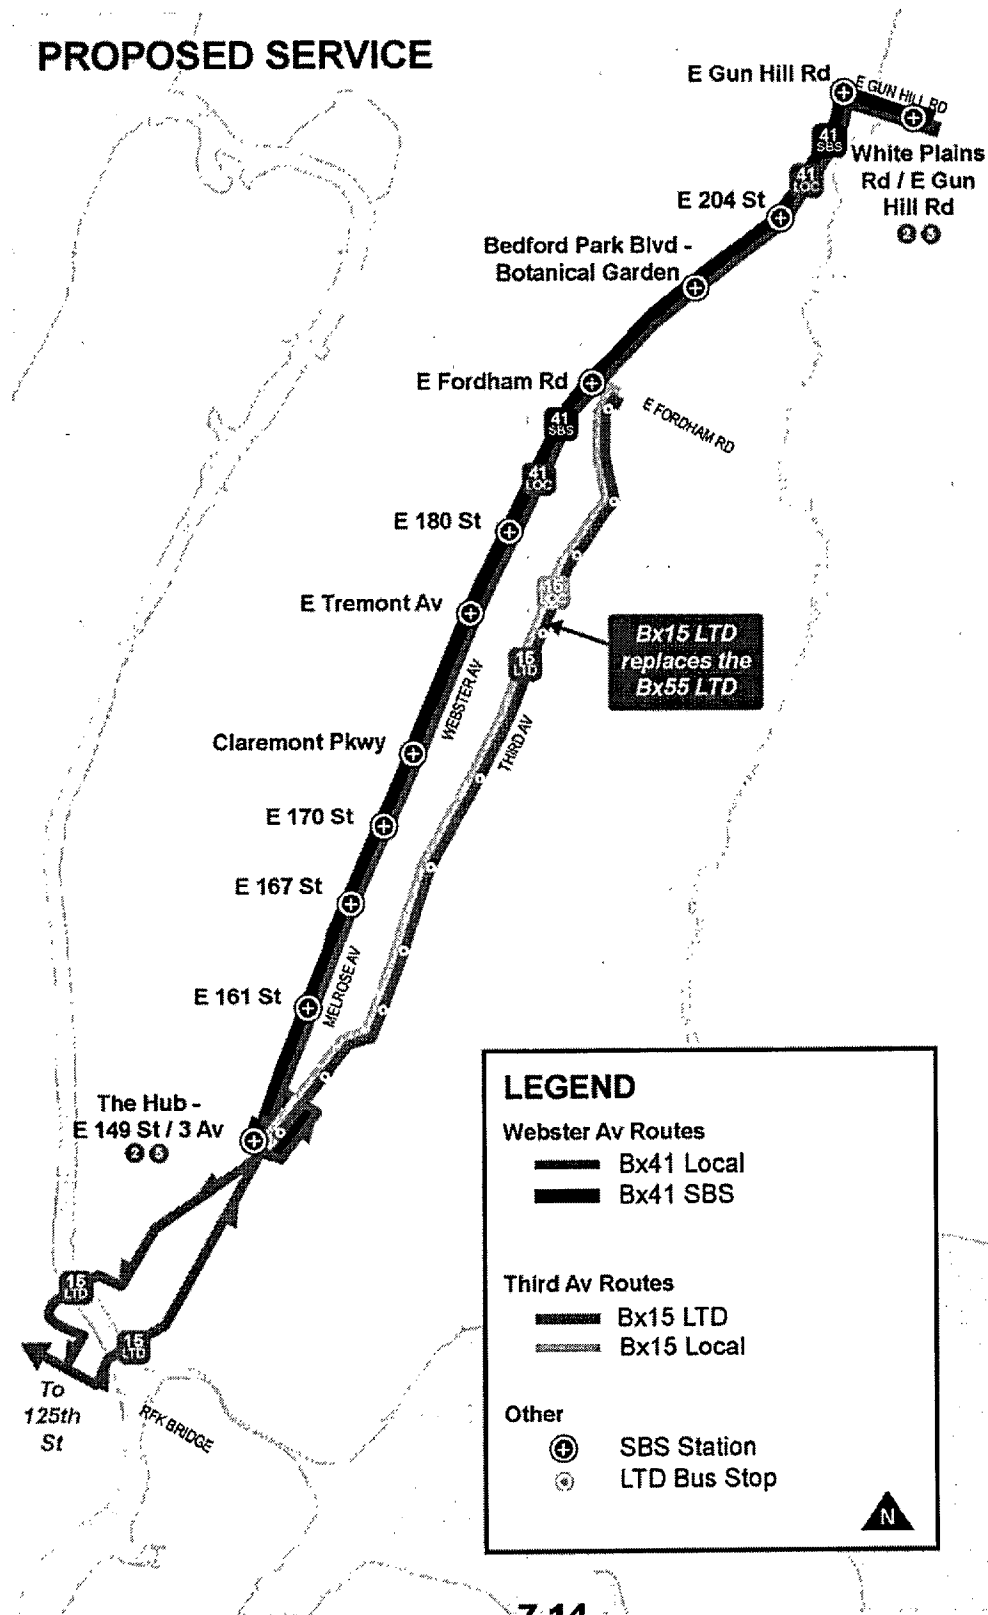 PROPOSED SERVICE
E Gun Hill Rd
E GUN HILL RD
41
SBS
White Plains
Rd / E Gun
Hill Rd
2 5
41
LOC
E 204 St
Bedford Park Blvd -
Botanical Garden
E Fordham Rd
E FORDHAM RD
41
SBS
41
LOC
E 180 St
15
LOC
E Tremont Av
Bx15 LTD
replaces the
Bx55 LTD
15
LTD
WEBSTER AV
THIRD AV
Claremont Pkwy
E 170 St
E 167 St
MELROSE AV
E 161 St
The Hub -
E 149 St / 3 Av
2 5
15
LTD
15
LTD
To
125th
St
RFK BRIDGE
LEGEND
Webster Av Routes
Bx41 Local
Bx41 SBS
Third Av Routes
Bx15 LTD
Bx15 Local
Other
SBS Station
LTD Bus Stop
N
7-14